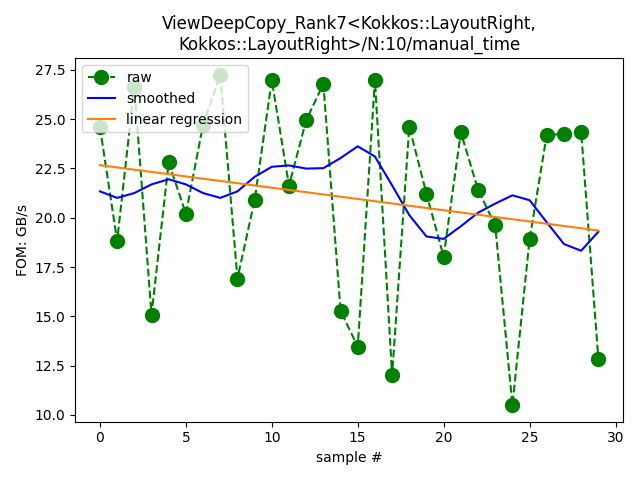 ViewDeepCopy_Rank7<Kokkos::LayoutRight,
Kokkos::LayoutRight>/N:10/manual_time
FOM: GB/s
27.5
25.0
22.5
20.0
17.5
15.0
12.5
10.0
raw
smoothed
linear regression
0
5
10
15
20
25
30
sample #